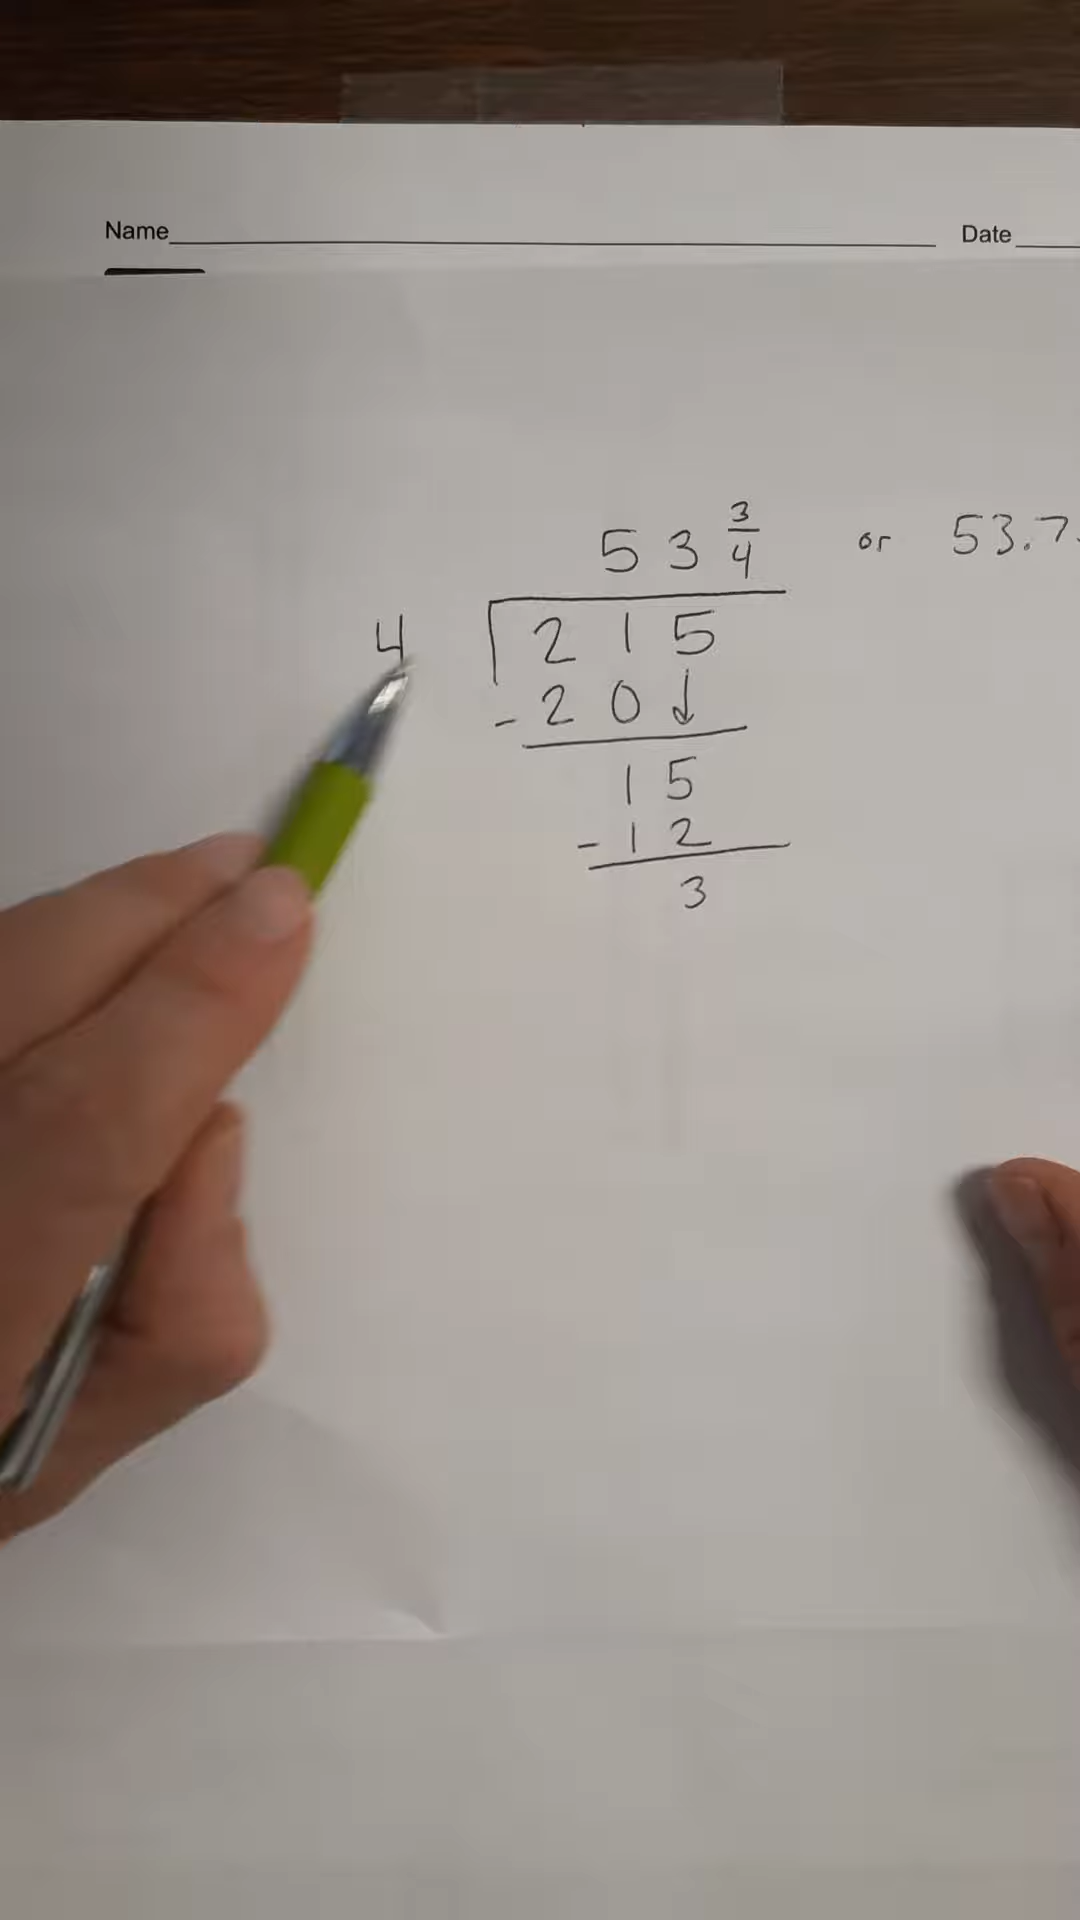 Name Date
5 3 3/4 or 53.7
4 2 1 5
- 2 0 ↓
1 5
- 1 2
3